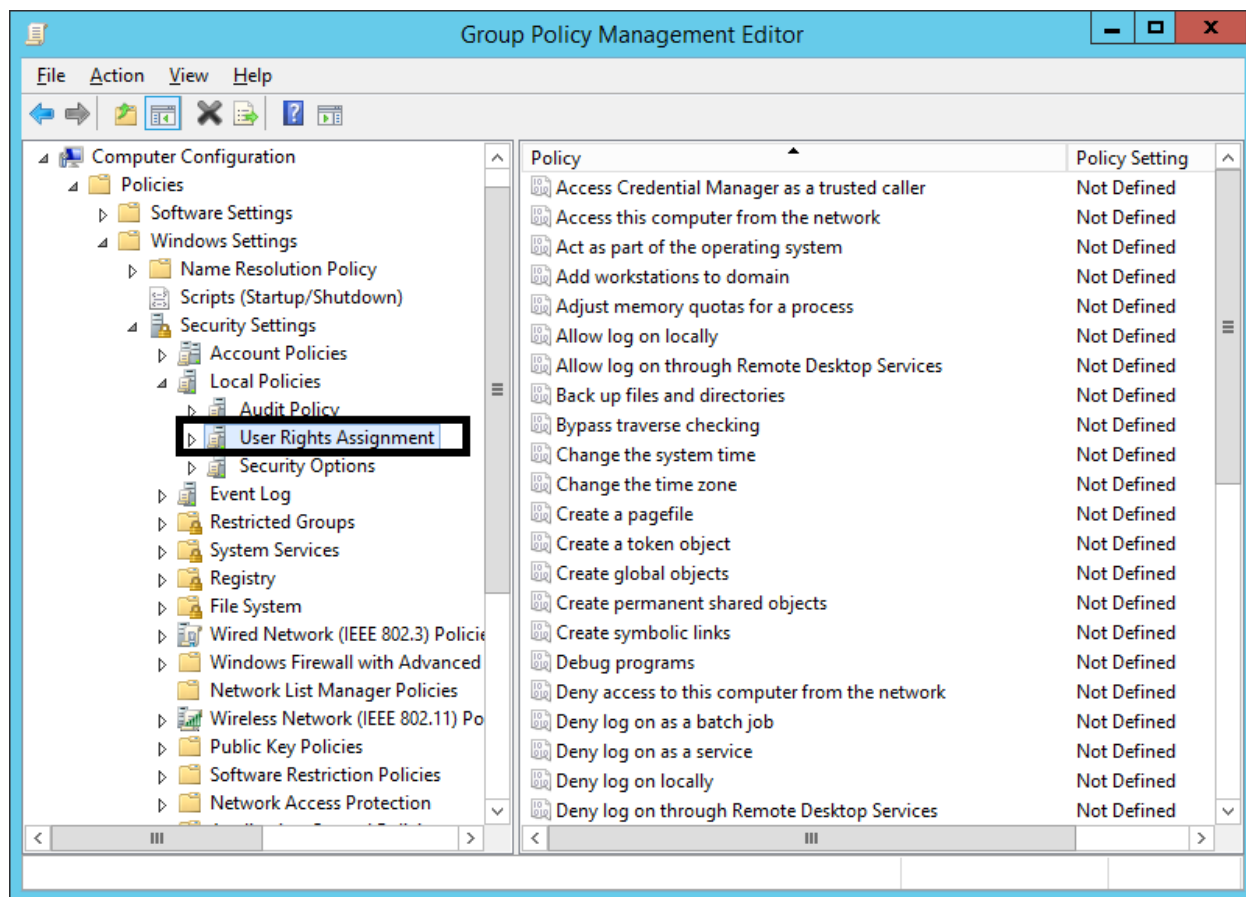 Group Policy Management Editor
File Action View Help
Computer Configuration
Policies
Software Settings
Windows Settings
Name Resolution Policy
Scripts (Startup/Shutdown)
Security Settings
Account Policies
Local Policies
Audit Policy
User Rights Assignment
Security Options
Event Log
Restricted Groups
System Services
Registry
File System
Wired Network (IEEE 802.3) Policie
Windows Firewall with Advanced
Network List Manager Policies
Wireless Network (IEEE 802.11) Po
Public Key Policies
Software Restriction Policies
Network Access Protection
Policy Policy Setting
Access Credential Manager as a trusted caller Not Defined
Access this computer from the network Not Defined
Act as part of the operating system Not Defined
Add workstations to domain Not Defined
Adjust memory quotas for a process Not Defined
Allow log on locally Not Defined
Allow log on through Remote Desktop Services Not Defined
Back up files and directories Not Defined
Bypass traverse checking Not Defined
Change the system time Not Defined
Change the time zone Not Defined
Create a pagefile Not Defined
Create a token object Not Defined
Create global objects Not Defined
Create permanent shared objects Not Defined
Create symbolic links Not Defined
Debug programs Not Defined
Deny access to this computer from the network Not Defined
Deny log on as a batch job Not Defined
Deny log on as a service Not Defined
Deny log on locally Not Defined
Deny log on through Remote Desktop Services Not Defined